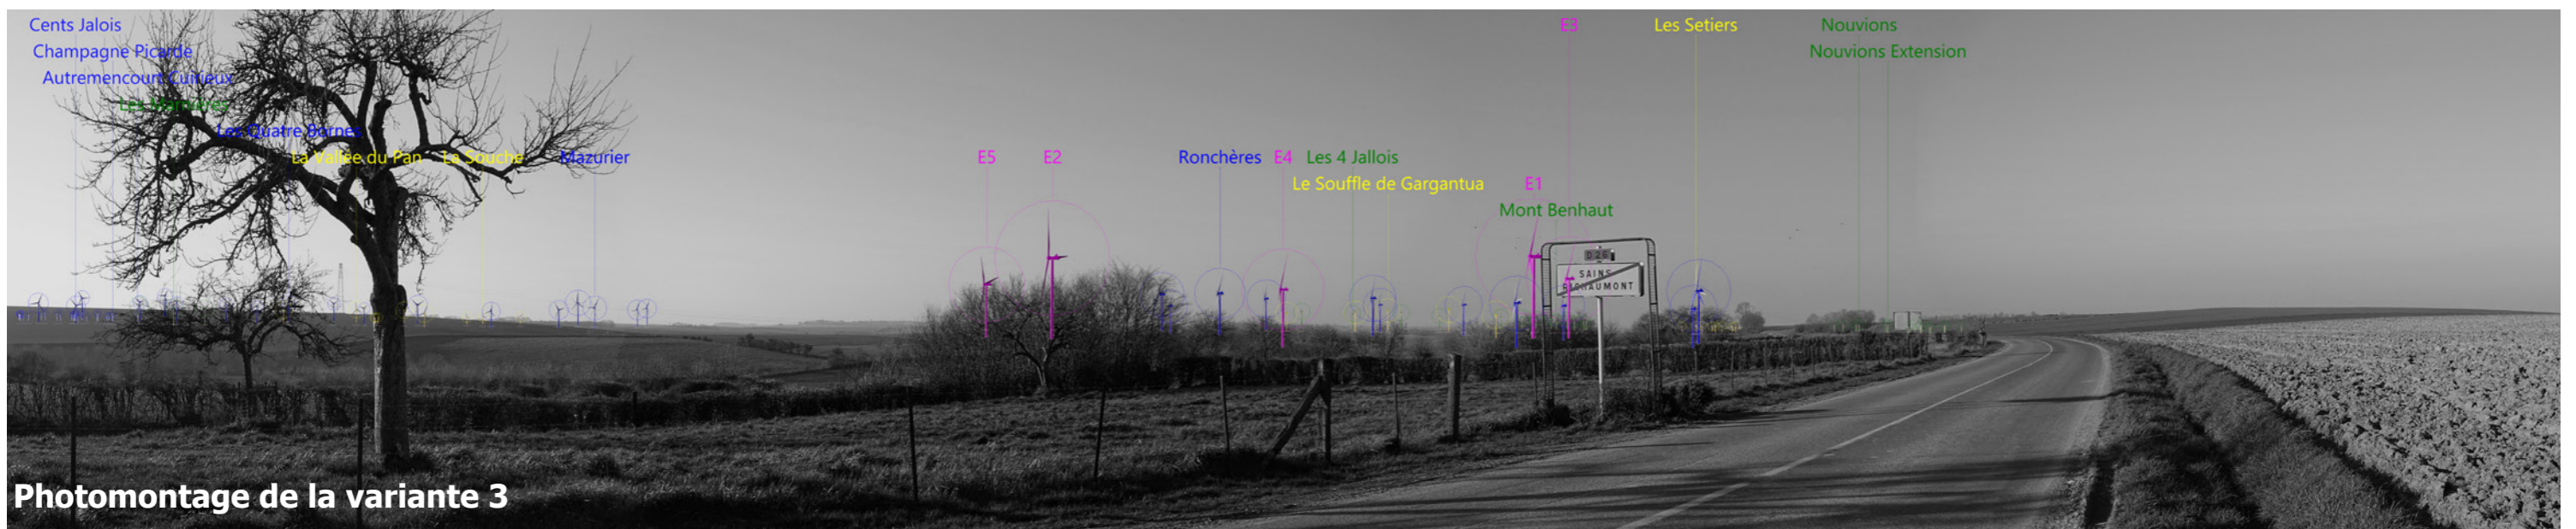 Cents Jalois
Champagne Picarde
Autremencourt Cuirieux
Les Marnières
Les Quatre Bornes
La Vallée du Pan
La Souche
Mazurier
E5
E2
Ronchères
E4
Les 4 Jallois
Le Souffle de Gargantua
E1
Mont Benhaut
E3
Les Setiers
Nouvions
Nouvions Extension
D 26
SAINS
RICHAUMONT
Photomontage de la variante 3